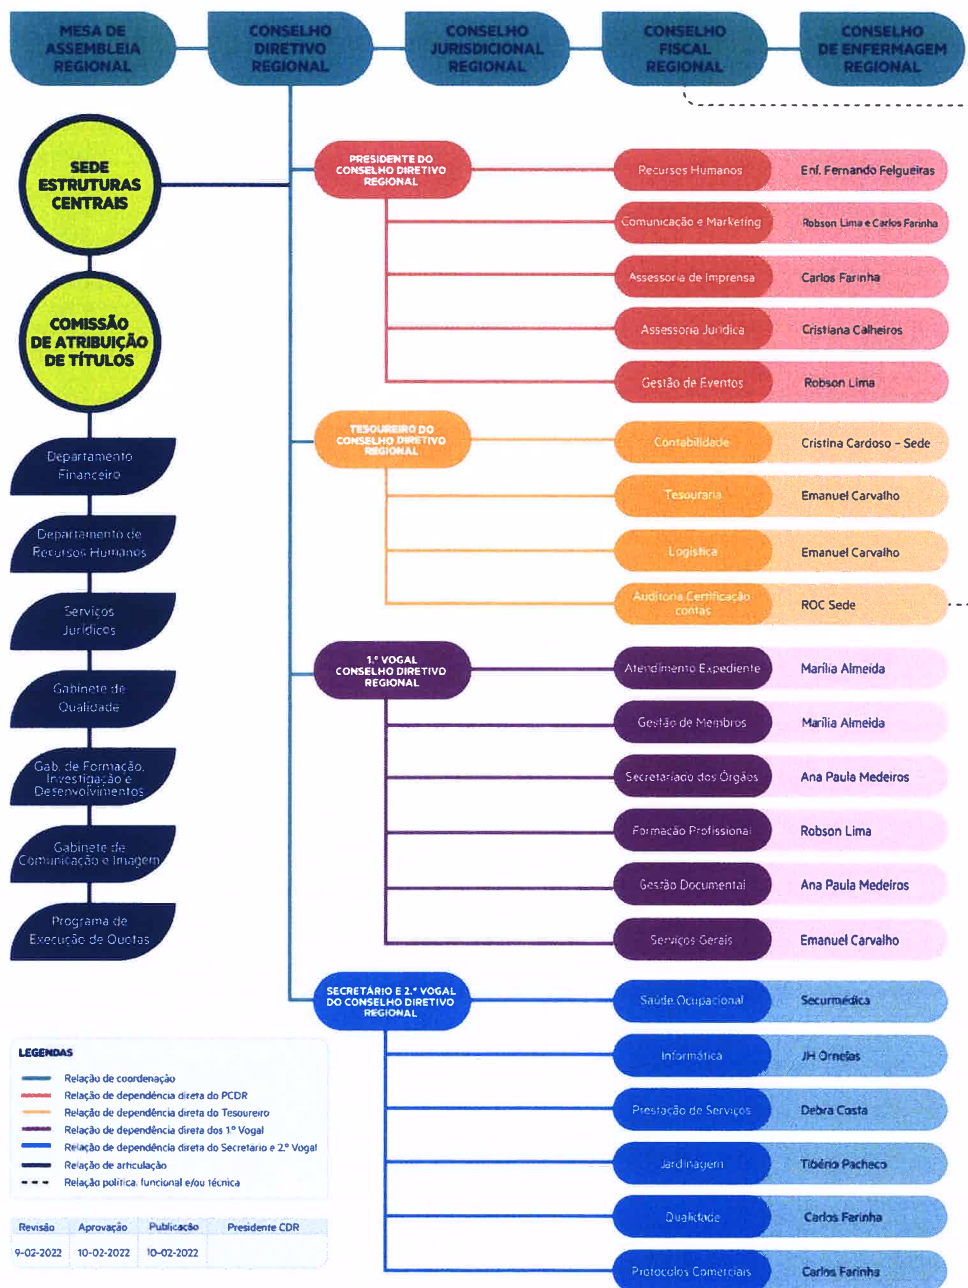 MESA DE
ASSEMBLEIA
REGIONAL
CONSELHO
DIRETIVO
REGIONAL
CONSELHO
JURISDICIONAL
REGIONAL
CONSELHO
FISCAL
REGIONAL
CONSELHO
DE ENFERMAGEM
REGIONAL
SEDE
ESTRUTURAS
CENTRAIS
COMISSÃO
DE ATRIBUIÇÃO
DE TÍTULOS
Departamento
Financeiro
Departamento de
Recursos Humanos
Serviços
Jurídicos
Gabinete de
Qualidade
Gab. de Formação,
Investigação e
Desenvolvimentos
Gabinete de
Comunicação e Imagem
Programa de
Execução de Quotas
PRESIDENTE DO
CONSELHO DIRETIVO
REGIONAL
Recursos Humanos
Enf. Fernando Felgueiras
Comunicação e Marketing
Robson Lima e Carlos Farinha
Assessoria de Imprensa
Carlos Farinha
Assessoria Jurídica
Cristiana Calheiros
Gestão de Eventos
Robson Lima
TESOUREIRO DO
CONSELHO DIRETIVO
REGIONAL
Contabilidade
Cristina Cardoso - Sede
Tesouraria
Emanuel Carvalho
Logística
Emanuel Carvalho
Auditoria Certificação
contas
ROC Sede
1.º VOGAL
CONSELHO DIRETIVO
REGIONAL
Atendimento Expediente
Marília Almeida
Gestão de Membros
Marília Almeida
Secretariado dos Órgãos
Ana Paula Medeiros
Formação Profissional
Robson Lima
Gestão Documental
Ana Paula Medeiros
Serviços Gerais
Emanuel Carvalho
SECRETÁRIO E 2.º VOGAL
DO CONSELHO DIRETIVO
REGIONAL
Saúde Ocupacional
Securmédica
Informática
JH Ornelas
Prestação de Serviços
Debra Costa
Jardinagem
Tibério Pacheco
Qualidade
Carlos Farinha
Protocolos Comerciais
Carlos Farinha
LEGENDAS
Relação de coordenação
Relação de dependência direta do PCDR
Relação de dependência direta do Tesoureiro
Relação de dependência direta dos 1.º Vogal
Relação de dependência direta do Secretário e 2.º Vogal
Relação de articulação
Relação política, funcional e/ou técnica
Revisão Aprovação Publicação Presidente CDR
9-02-2022 10-02-2022 10-02-2022